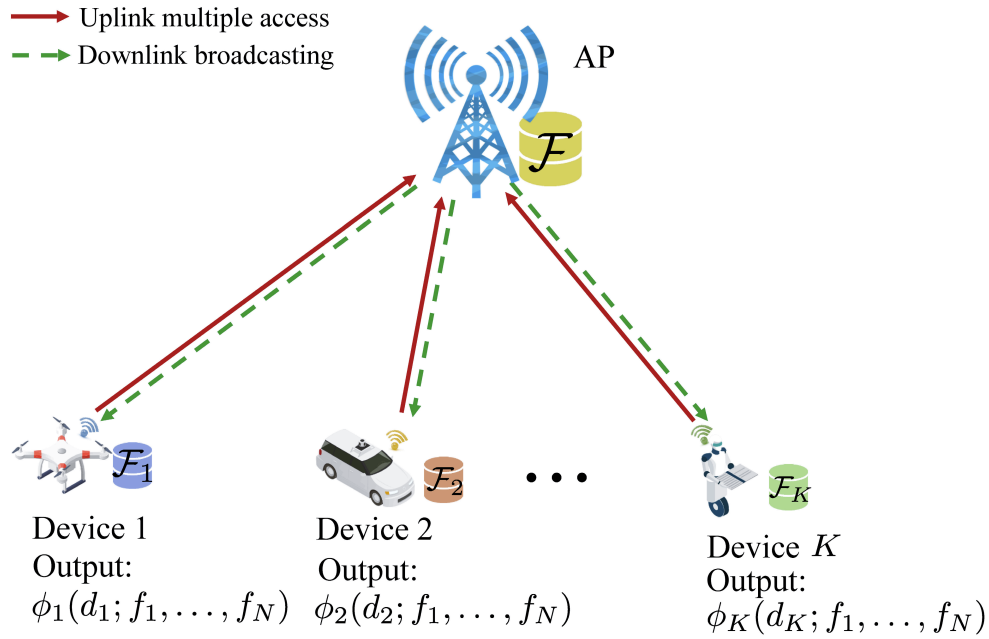 Uplink multiple access
Downlink broadcasting
AP
ℱ
ℱ₁
ℱ₂
• • •
ℱ_K
Device 1
Output:
ϕ₁(d₁; f₁, . . . , f_N)
Device 2
Output:
ϕ₂(d₂; f₁, . . . , f_N)
Device K
Output:
ϕ_K(d_K; f₁, . . . , f_N)